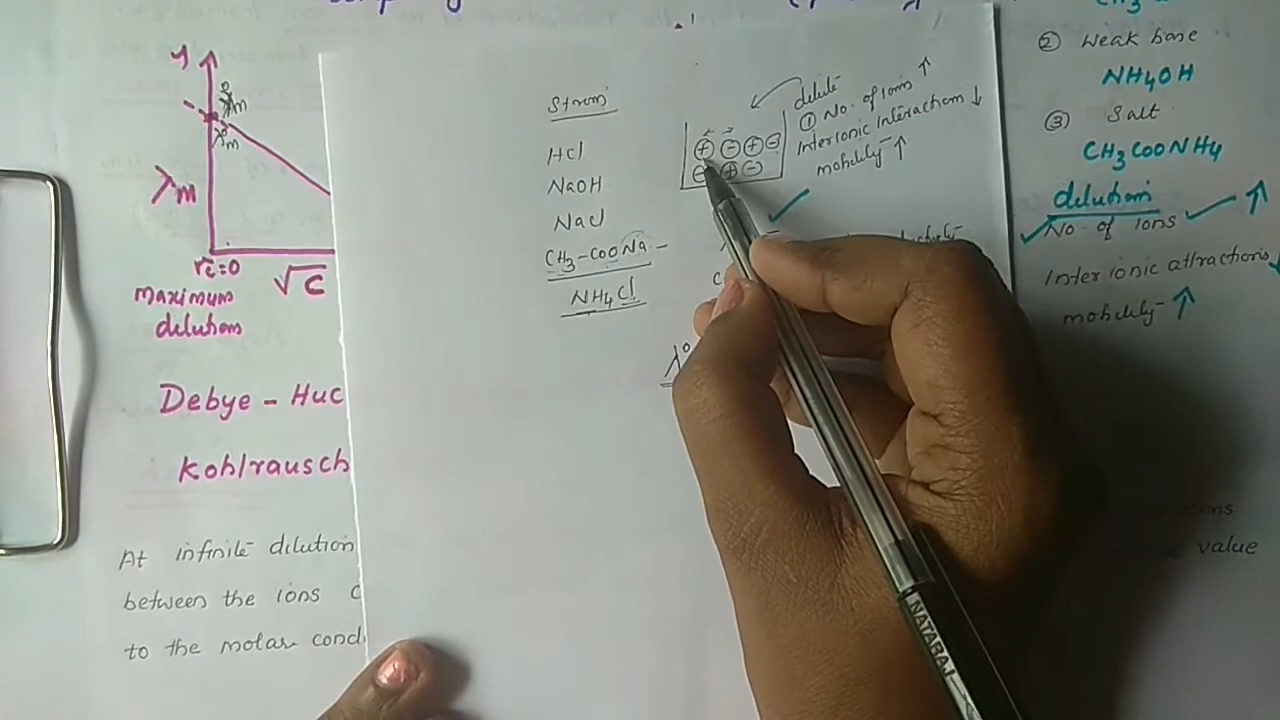 y
λ°m
λ°m
λm
√c=0
√C
maximum
dilution
Debye - Huc
Kohlrausch
At infinite dilution
between the ions
to the molar cond
Strong
HCl
NaOH
NaCl
CH3-COONa -
NH4Cl
dilute
① No. of Ions ↑
Interionic Interactions ↓
mobility ↑
+ - + -
- + -
λ°
CH3
② Weak base
NH4OH
③ Salt
CH3COONH4
dilution
No. of Ions ↑
Inter ionic attractions ↓
mobility ↑
value
NATARAJ